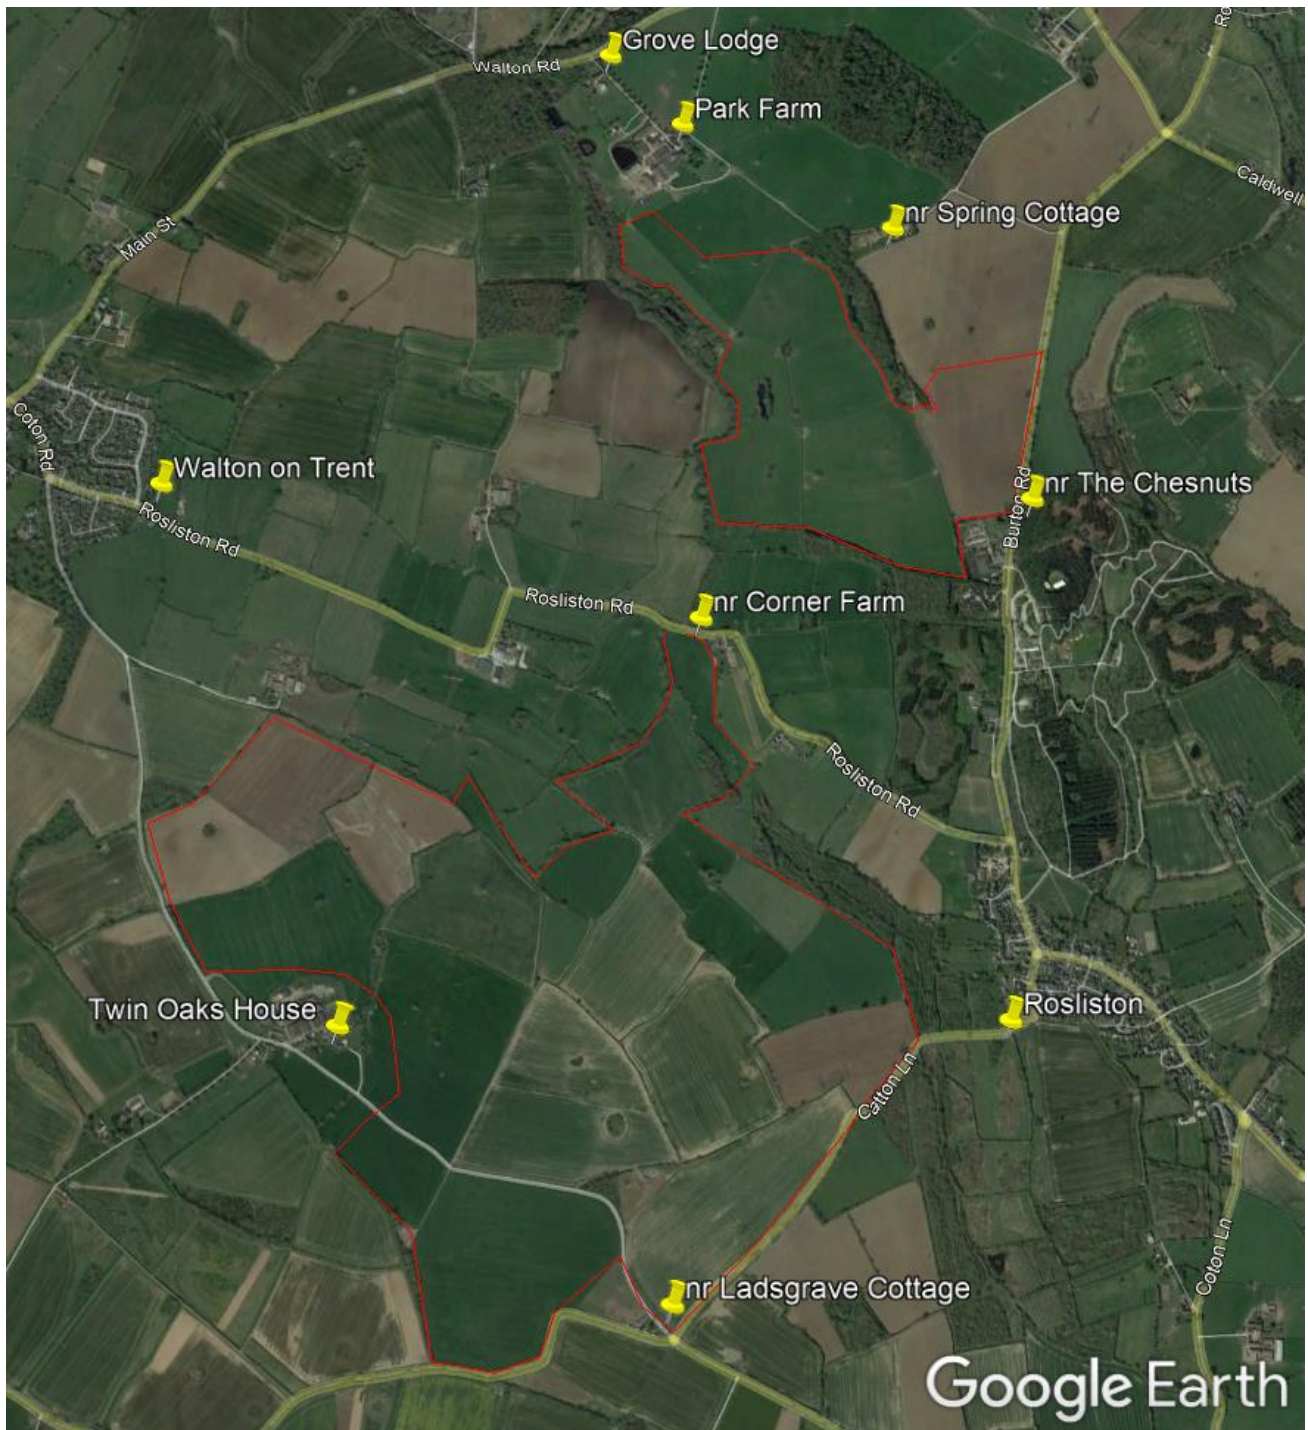 Grove Lodge
Walton Rd
Ro
Park Farm
Caldwell
nr Spring Cottage
Main St
Coton Rd
Walton on Trent
nr The Chesnuts
Burton Rd
Rosliston Rd
Rosliston Rd
nr Corner Farm
Rosliston Rd
Twin Oaks House
Rosliston
Catton Ln
Coton Ln
nr Ladsgrave Cottage
Google Earth